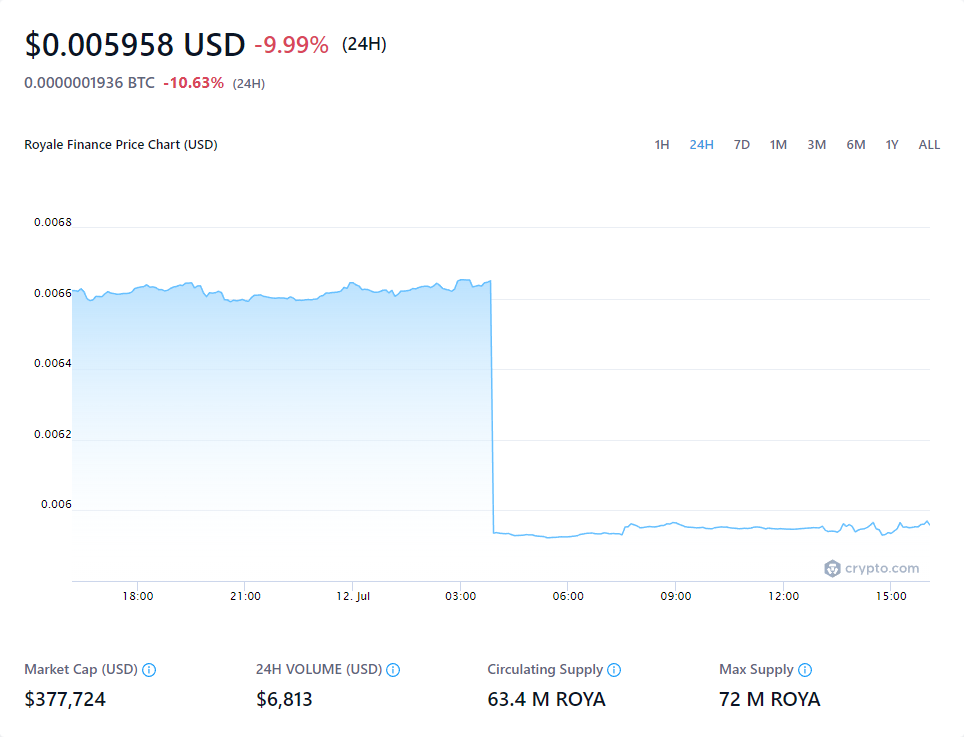 $0.005958 USD -9.99% (24H)
0.0000001936 BTC -10.63% (24H)
Royale Finance Price Chart (USD)
1H 24H 7D 1M 3M 6M 1Y ALL
0.0068
0.0066
0.0064
0.0062
0.006
crypto.com
18:00 21:00 12. Jul 03:00 06:00 09:00 12:00 15:00
Market Cap (USD) 24H VOLUME (USD) Circulating Supply Max Supply
$377,724 $6,813 63.4 M ROYA 72 M ROYA